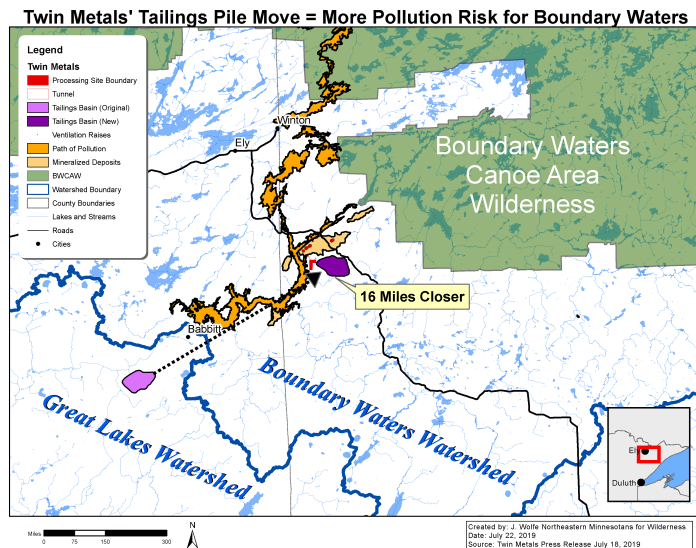 Twin Metals' Tailings Pile Move = More Pollution Risk for Boundary Waters
Legend
Twin Metals
Processing Site Boundary
Tunnel
Tailings Basin (Original)
Tailings Basin (New)
Ventilation Raises
Path of Pollution
Mineralized Deposits
BWCAW
Watershed Boundary
County Boundaries
Lakes and Streams
Roads
Cities
Winton
Ely
Boundary Waters
Canoe Area
Wilderness
16 Miles Closer
Babbitt
Boundary Waters Watershed
Great Lakes Watershed
Ely
Duluth
Miles
0
75
150
300
N
Created by: J. Wolfe Northeastern Minnesotans for Wilderness
Date: July 22, 2019
Source: Twin Metals Press Release July 18, 2019